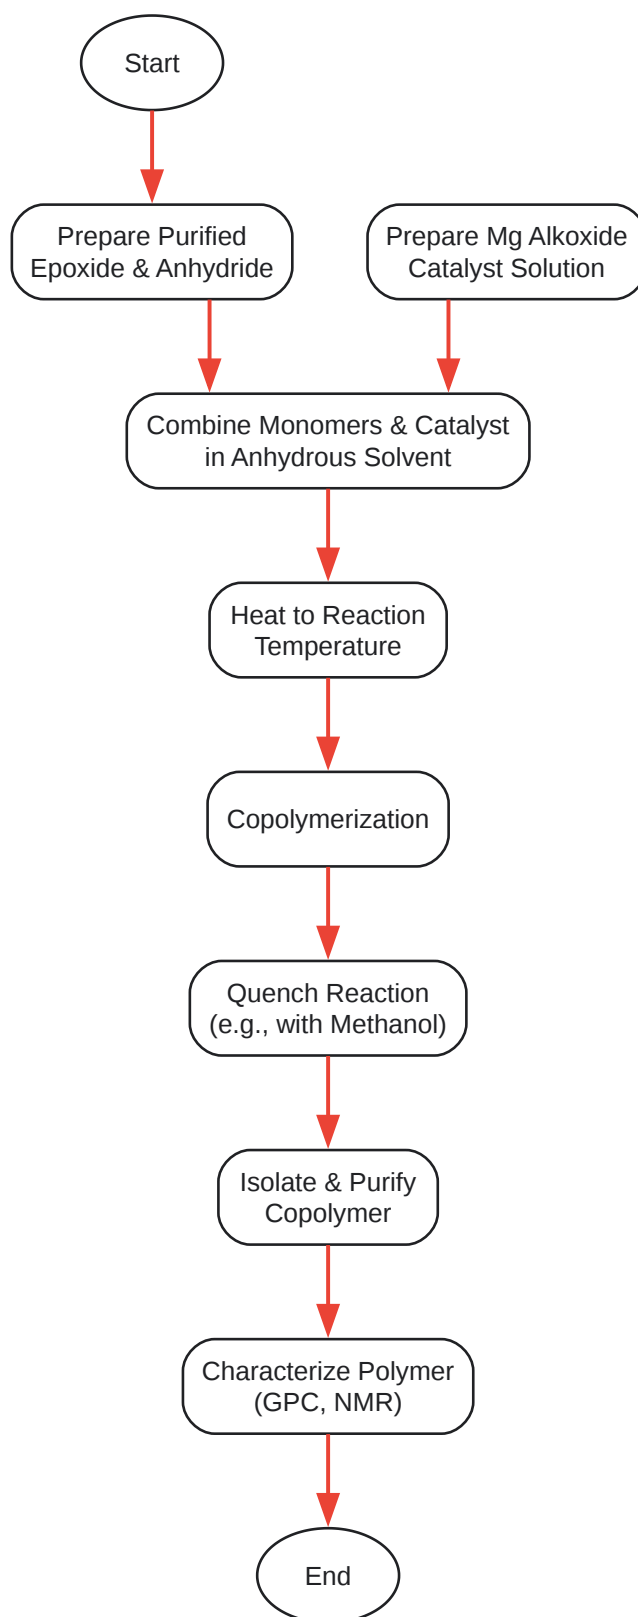 Start
Prepare Purified
Epoxide & Anhydride
Prepare Mg Alkoxide
Catalyst Solution
Combine Monomers & Catalyst
in Anhydrous Solvent
Heat to Reaction
Temperature
Copolymerization
Quench Reaction
(e.g., with Methanol)
Isolate & Purify
Copolymer
Characterize Polymer
(GPC, NMR)
End